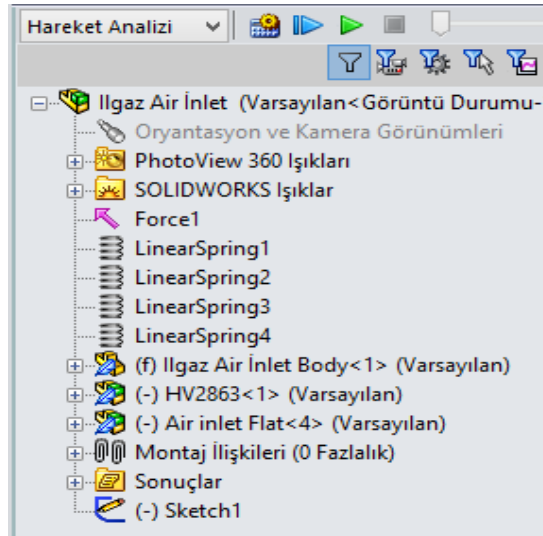 Hareket Analizi
Ilgaz Air İnlet (Varsayılan<Görüntü Durumu-
Oryantasyon ve Kamera Görünümleri
PhotoView 360 Işıkları
SOLIDWORKS Işıklar
Force1
LinearSpring1
LinearSpring2
LinearSpring3
LinearSpring4
(f) Ilgaz Air İnlet Body<1> (Varsayılan)
(-) HV2863<1> (Varsayılan)
(-) Air inlet Flat<4> (Varsayılan)
Montaj İlişkileri (0 Fazlalık)
Sonuçlar
(-) Sketch1